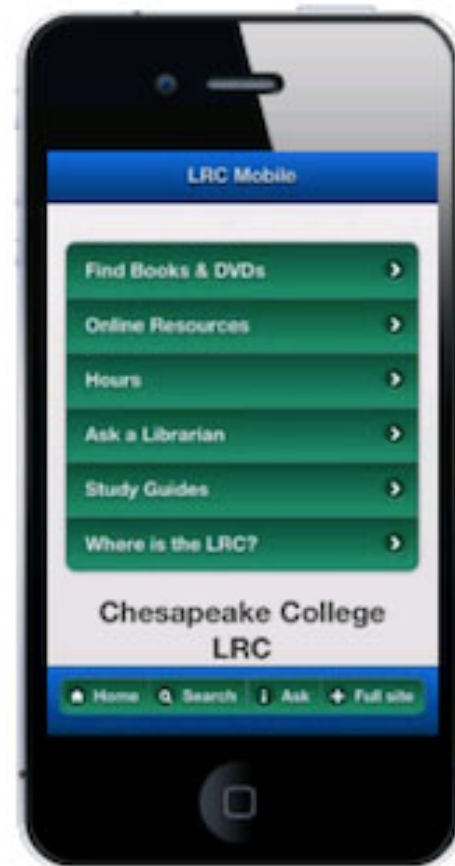 LRC Mobile
Find Books & DVDs
Online Resources
Hours
Ask a Librarian
Study Guides
Where is the LRC?
Chesapeake College
LRC
Home Search Ask Full site